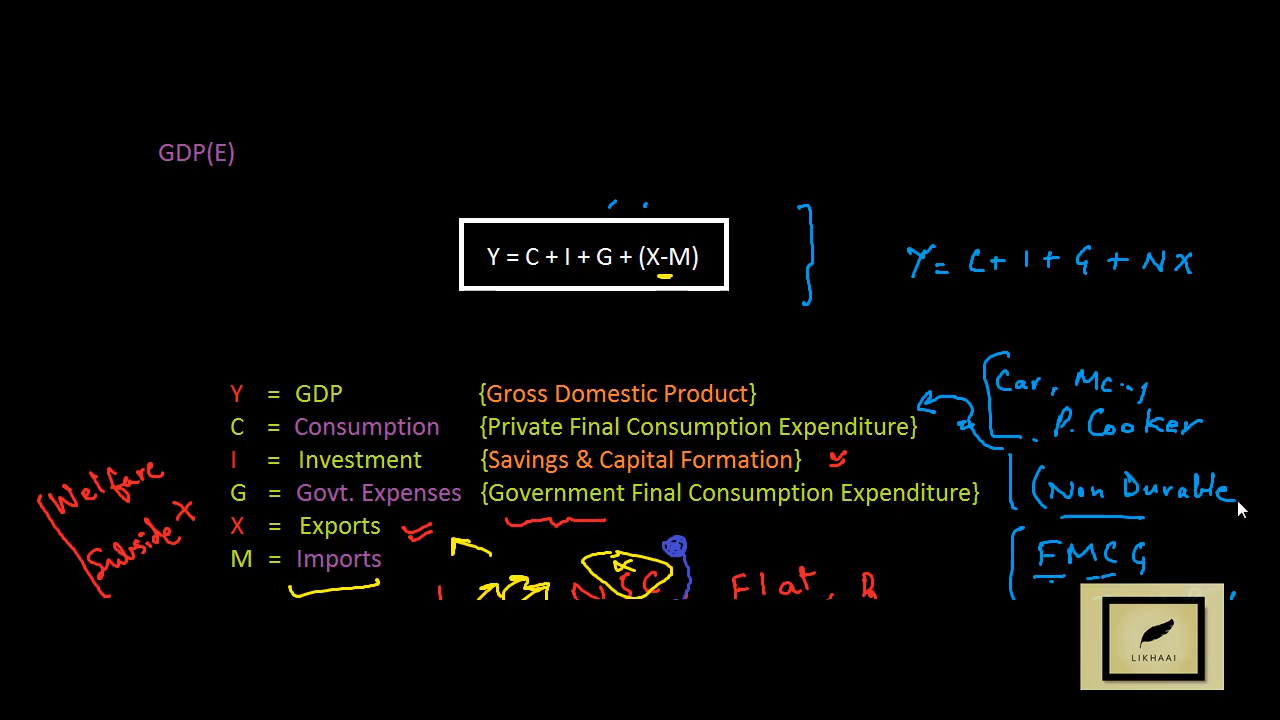 GDP(E)
Y = C + I + G + (X-M)
Y = C + I + G + NX
Y = GDP {Gross Domestic Product}
C = Consumption {Private Final Consumption Expenditure}
I = Investment {Savings & Capital Formation}
G = Govt. Expenses {Government Final Consumption Expenditure}
X = Exports
M = Imports
Car, Mc..,
P. Cooker
(Non Durable
FMCG
Welfare
Subside X
Flat, R
LIKHAAI